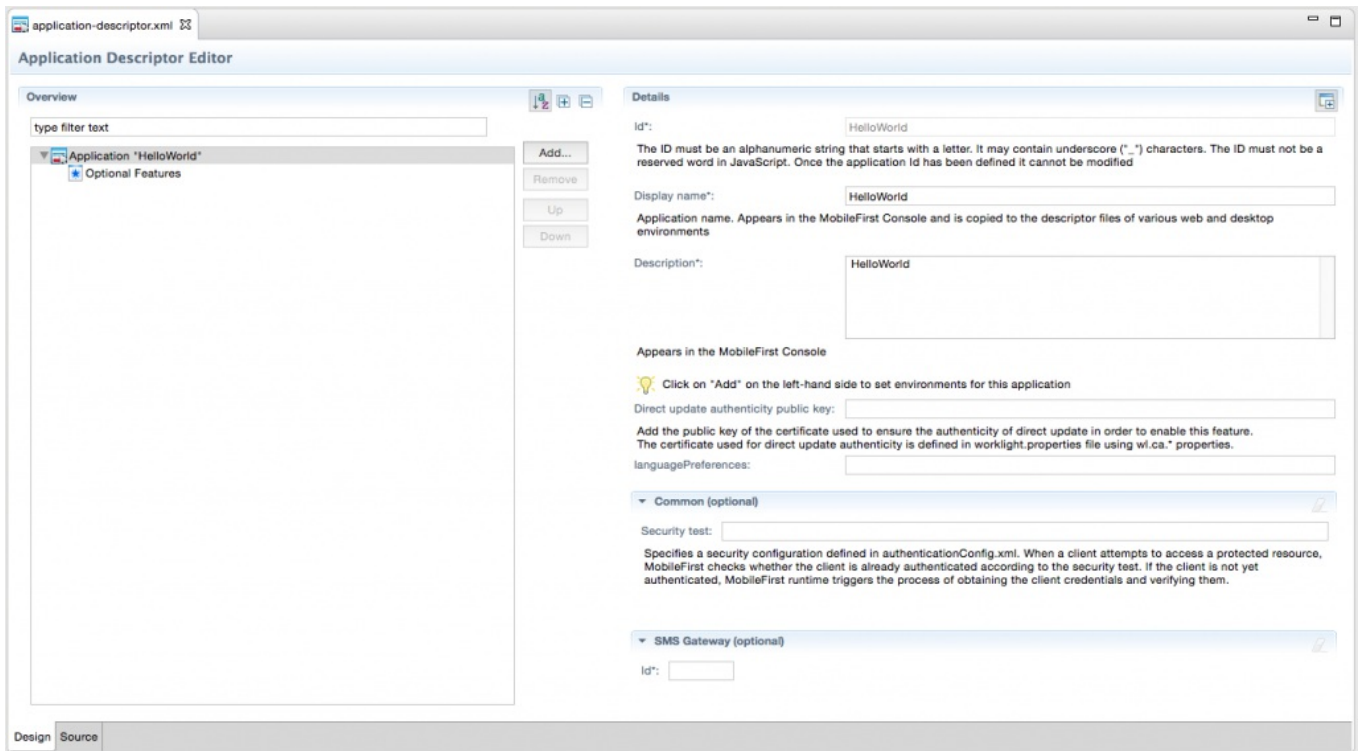 application-descriptor.xml
Application Descriptor Editor
Overview
type filter text
Application "HelloWorld"
Optional Features
Add...
Remove
Up
Down
Details
Id*:
HelloWorld
The ID must be an alphanumeric string that starts with a letter. It may contain underscore ("_") characters. The ID must not be a
reserved word in JavaScript. Once the application Id has been defined it cannot be modified
Display name*:
HelloWorld
Application name. Appears in the MobileFirst Console and is copied to the descriptor files of various web and desktop
environments
Description*:
HelloWorld
Appears in the MobileFirst Console
Click on "Add" on the left-hand side to set environments for this application
Direct update authenticity public key:
Add the public key of the certificate used to ensure the authenticity of direct update in order to enable this feature.
The certificate used for direct update authenticity is defined in worklight.properties file using wl.ca.* properties.
languagePreferences:
Common (optional)
Security test:
Specifies a security configuration defined in authenticationConfig.xml. When a client attempts to access a protected resource,
MobileFirst checks whether the client is already authenticated according to the security test. If the client is not yet
authenticated, MobileFirst runtime triggers the process of obtaining the client credentials and verifying them.
SMS Gateway (optional)
Id*:
Design
Source